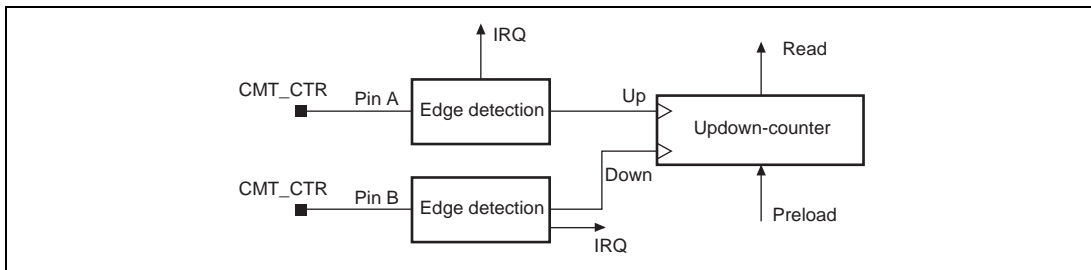 IRQ
Read
CMT_CTR
Pin A
Edge detection
Up
Updown-counter
CMT_CTR
Pin B
Edge detection
Down
IRQ
Preload